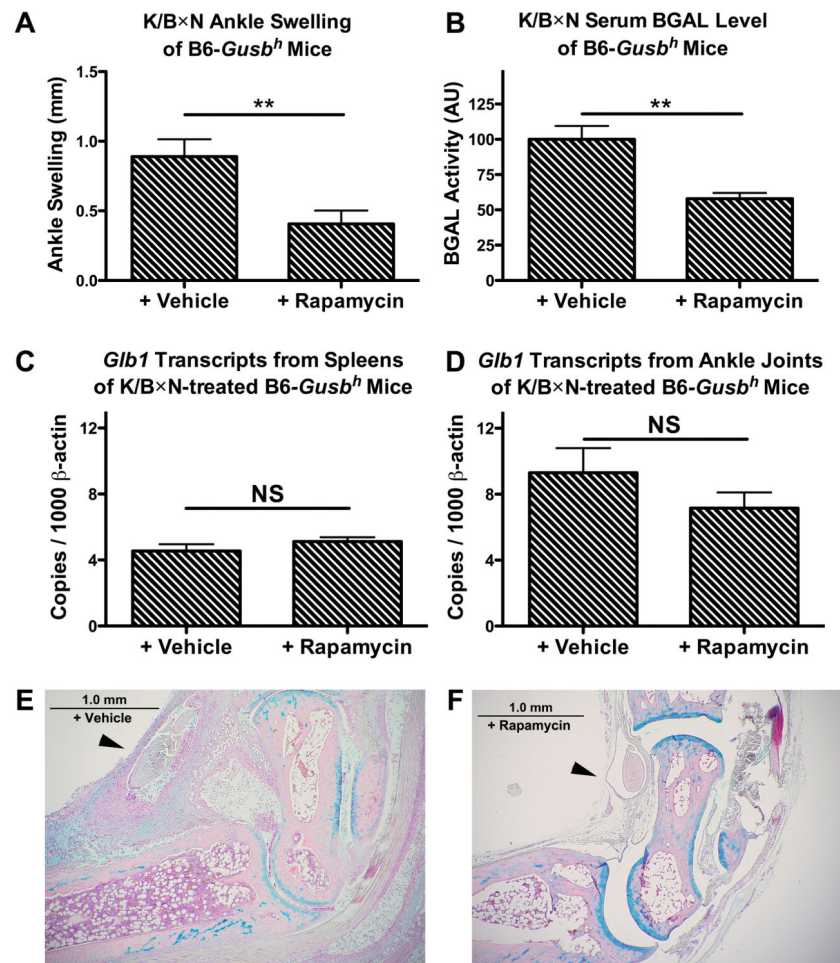 A
K/B×N Ankle Swelling
of B6-Gusbʰ Mice
Ankle Swelling (mm)
1.5
1.0
0.5
0.0
**
+ Vehicle
+ Rapamycin
B
K/B×N Serum BGAL Level
of B6-Gusbʰ Mice
BGAL Activity (AU)
125
100
75
50
25
0
**
+ Vehicle
+ Rapamycin
C
Glb1 Transcripts from Spleens
of K/B×N-treated B6-Gusbʰ Mice
Copies / 1000 β-actin
12
8
4
0
NS
+ Vehicle
+ Rapamycin
D
Glb1 Transcripts from Ankle Joints
of K/B×N-treated B6-Gusbʰ Mice
Copies / 1000 β-actin
12
8
4
0
NS
+ Vehicle
+ Rapamycin
E
1.0 mm
+ Vehicle
F
1.0 mm
+ Rapamycin